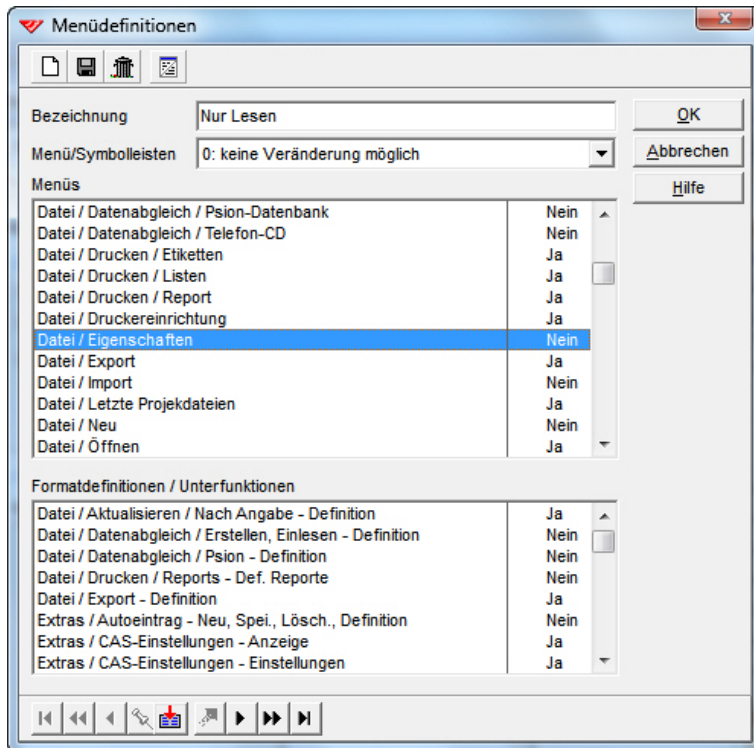 Menüdefinitionen
Bezeichnung Nur Lesen OK
Menü/Symbolleisten 0: keine Veränderung möglich Abbrechen
Menüs Hilfe
Datei / Datenabgleich / Psion-Datenbank Nein
Datei / Datenabgleich / Telefon-CD Nein
Datei / Drucken / Etiketten Ja
Datei / Drucken / Listen Ja
Datei / Drucken / Report Ja
Datei / Druckereinrichtung Ja
Datei / Eigenschaften Nein
Datei / Export Ja
Datei / Import Nein
Datei / Letzte Projekdateien Ja
Datei / Neu Nein
Datei / Öffnen Ja
Formatdefinitionen / Unterfunktionen
Datei / Aktualisieren / Nach Angabe - Definition Ja
Datei / Datenabgleich / Erstellen, Einlesen - Definition Nein
Datei / Datenabgleich / Psion - Definition Nein
Datei / Drucken / Reports - Def. Reporte Nein
Datei / Export - Definition Ja
Extras / Autoeintrag - Neu, Spei., Lösch., Definition Nein
Extras / CAS-Einstellungen - Anzeige Ja
Extras / CAS-Einstellungen - Einstellungen Ja